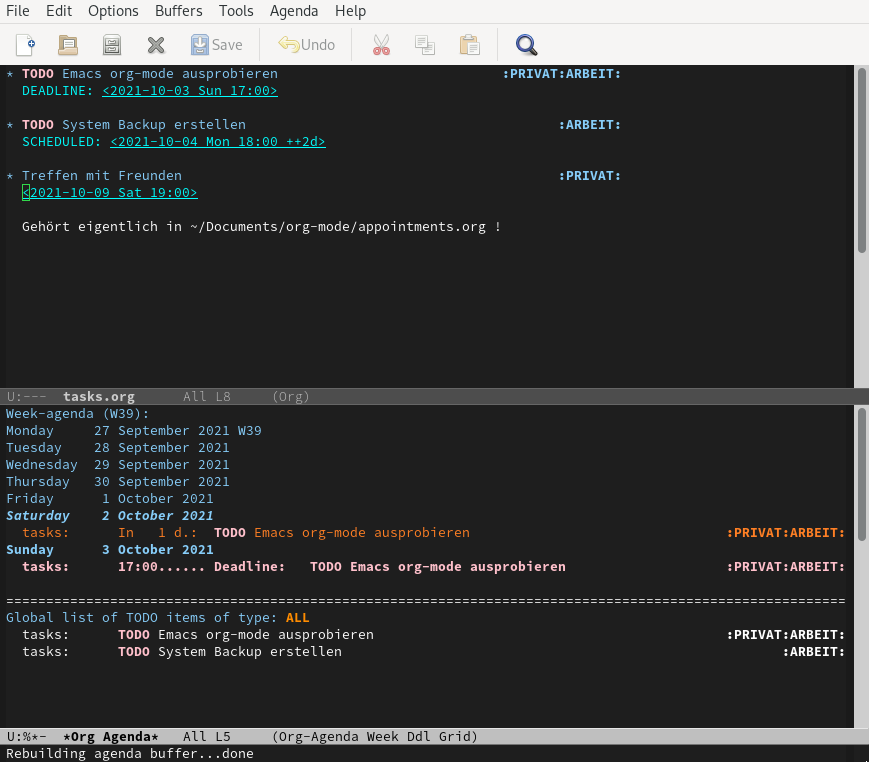 File Edit Options Buffers Tools Agenda Help
Save Undo
* TODO Emacs org-mode ausprobieren :PRIVAT:ARBEIT:
DEADLINE: <2021-10-03 Sun 17:00>
* TODO System Backup erstellen :ARBEIT:
SCHEDULED: <2021-10-04 Mon 18:00 ++2d>
* Treffen mit Freunden :PRIVAT:
<2021-10-09 Sat 19:00>
Gehört eigentlich in ~/Documents/org-mode/appointments.org !
U:--- tasks.org All L8 (Org)
Week-agenda (W39):
Monday 27 September 2021 W39
Tuesday 28 September 2021
Wednesday 29 September 2021
Thursday 30 September 2021
Friday 1 October 2021
Saturday 2 October 2021
tasks: In 1 d.: TODO Emacs org-mode ausprobieren :PRIVAT:ARBEIT:
Sunday 3 October 2021
tasks: 17:00...... Deadline: TODO Emacs org-mode ausprobieren :PRIVAT:ARBEIT:
=========================================================================================================
Global list of TODO items of type: ALL
tasks: TODO Emacs org-mode ausprobieren :PRIVAT:ARBEIT:
tasks: TODO System Backup erstellen :ARBEIT:
U:%*- *Org Agenda* All L5 (Org-Agenda Week Ddl Grid)
Rebuilding agenda buffer...done